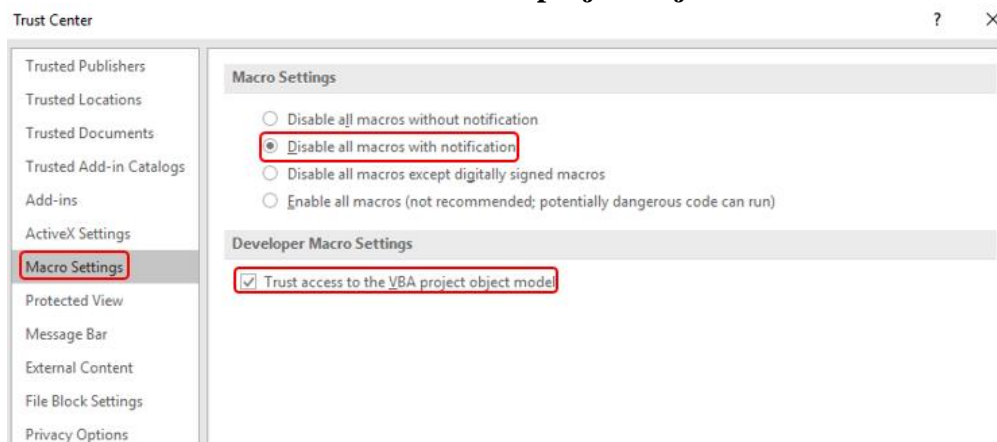 Trust Center ? ×
Trusted Publishers
Trusted Locations
Trusted Documents
Trusted Add-in Catalogs
Add-ins
ActiveX Settings
Macro Settings
Protected View
Message Bar
External Content
File Block Settings
Privacy Options
Macro Settings
Disable all macros without notification
Disable all macros with notification
Disable all macros except digitally signed macros
Enable all macros (not recommended; potentially dangerous code can run)
Developer Macro Settings
Trust access to the VBA project object model